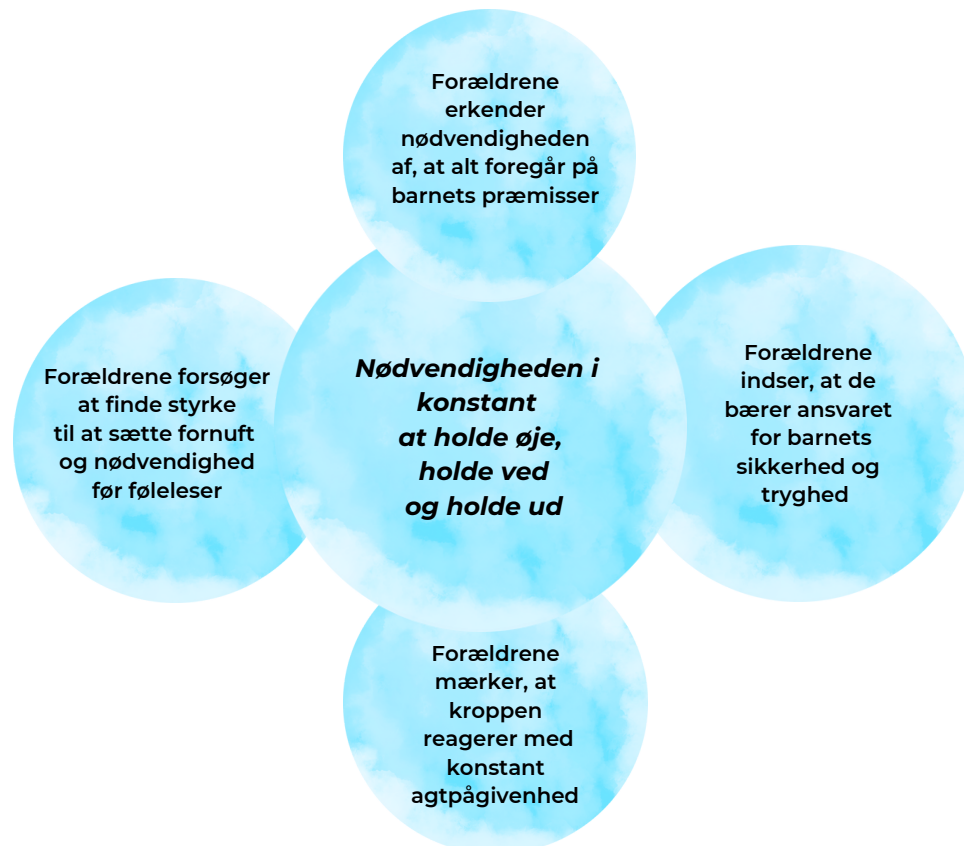 Forældrene
erkender
nødvendigheden
af, at alt foregår på
barnets præmisser
Forældrene forsøger
at finde styrke
til at sætte fornuft
og nødvendighed
før føleleser
Nødvendigheden i
konstant
at holde øje,
holde ved
og holde ud
Forældrene
indser, at de
bærer ansvaret
for barnets
sikkerhed og
tryghed
Forældrene
mærker, at
kroppen
reagerer med
konstant
agtpågivenhed